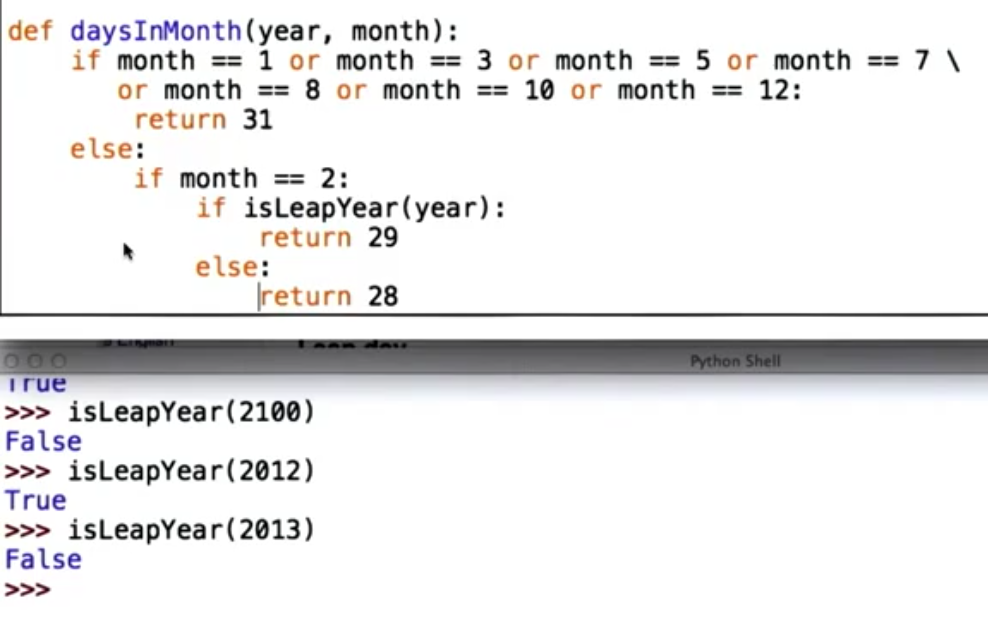 def daysInMonth(year, month):
    if month == 1 or month == 3 or month == 5 or month == 7 \
       or month == 8 or month == 10 or month == 12:
        return 31
    else:
        if month == 2:
            if isLeapYear(year):
                return 29
            else:
                return 28
Python Shell
True
>>> isLeapYear(2100)
False
>>> isLeapYear(2012)
True
>>> isLeapYear(2013)
False
>>>